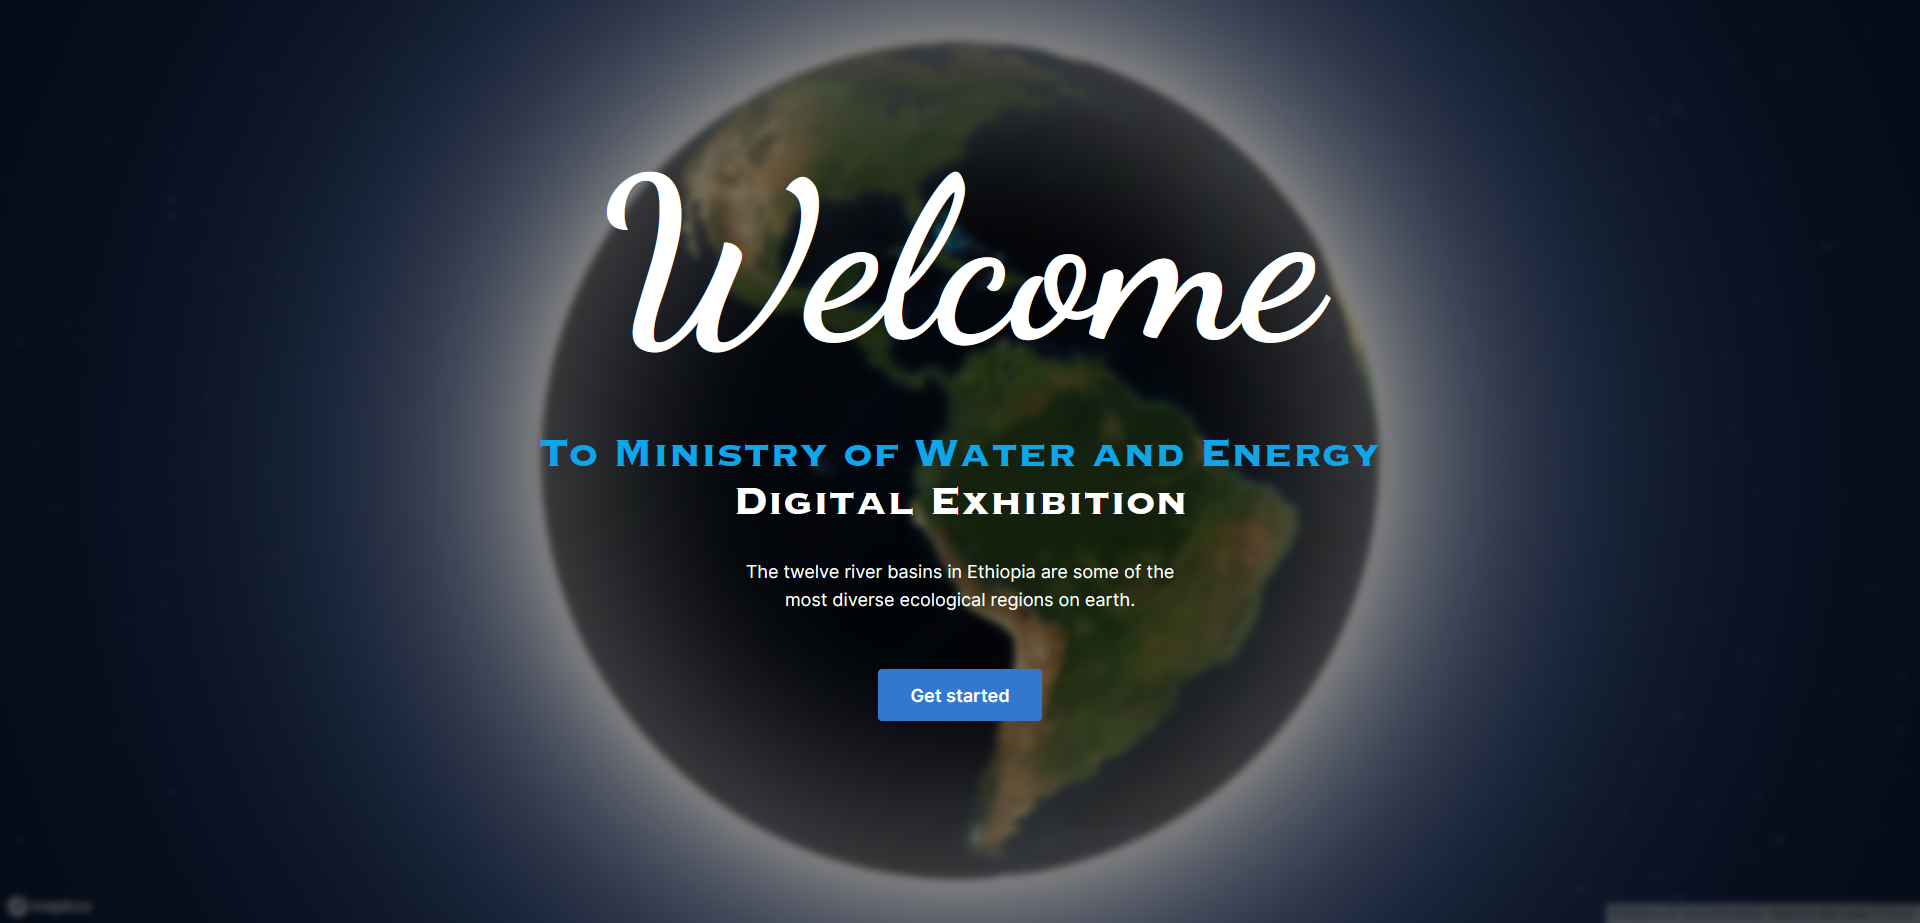 Welcome
To Ministry of Water and Energy
Digital Exhibition
The twelve river basins in Ethiopia are some of the
most diverse ecological regions on earth.
Get started
mapbox